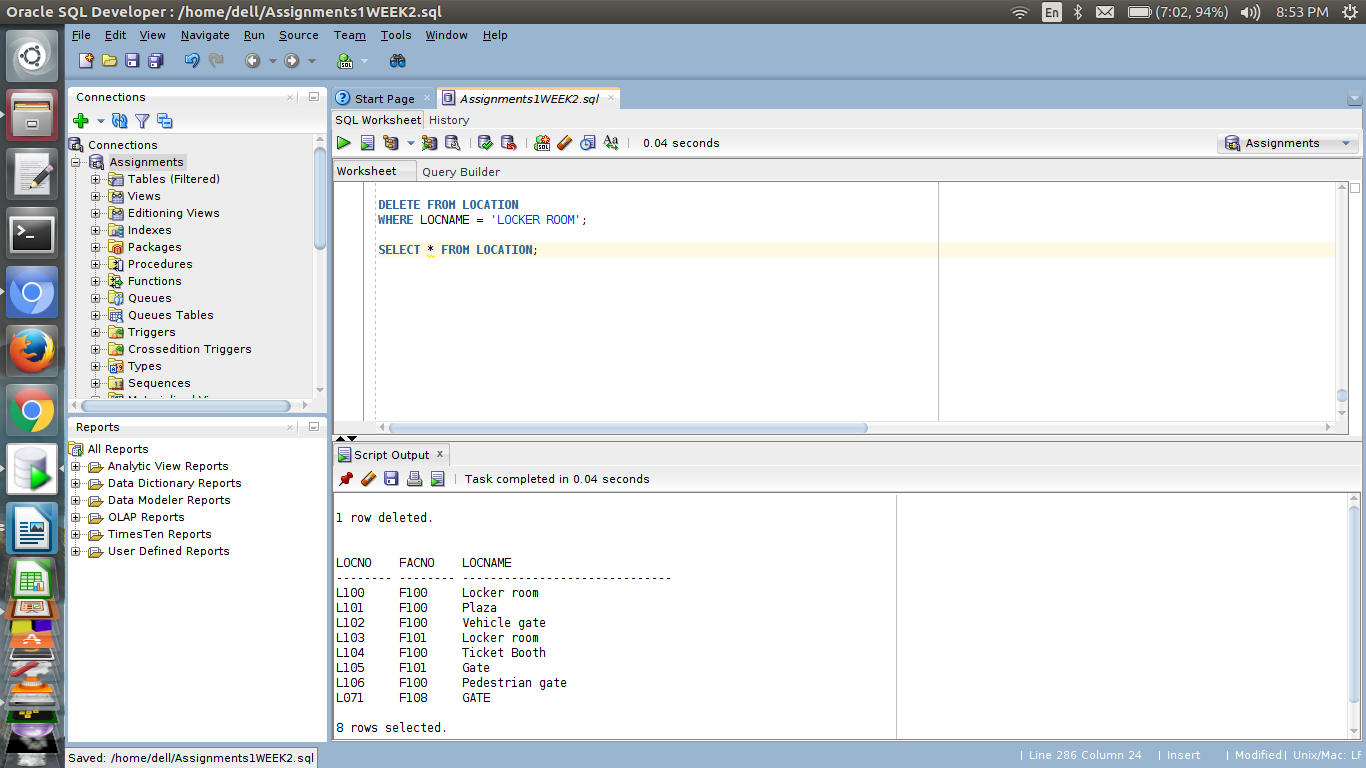 Oracle SQL Developer : /home/dell/Assignments1WEEK2.sql
En
(7:02, 94%)
8:53 PM
File Edit View Navigate Run Source Team Tools Window Help
Connections
Connections
Assignments
Tables (Filtered)
Views
Editioning Views
Indexes
Packages
Procedures
Functions
Queues
Queues Tables
Triggers
Crossedition Triggers
Types
Sequences
Reports
All Reports
Analytic View Reports
Data Dictionary Reports
Data Modeler Reports
OLAP Reports
TimesTen Reports
User Defined Reports
Start Page
Assignments1WEEK2.sql
SQL Worksheet History
0.04 seconds
Assignments
Worksheet Query Builder
DELETE FROM LOCATION
WHERE LOCNAME = 'LOCKER ROOM';
SELECT * FROM LOCATION;
Script Output x
Task completed in 0.04 seconds
1 row deleted.
LOCNO FACNO LOCNAME
-------- -------- ------------------------------
L100 F100 Locker room
L101 F100 Plaza
L102 F100 Vehicle gate
L103 F101 Locker room
L104 F100 Ticket Booth
L105 F101 Gate
L106 F100 Pedestrian gate
L071 F108 GATE
8 rows selected.
Saved: /home/dell/Assignments1WEEK2.sql
Line 286 Column 24 | Insert | Modified | Unix/Mac: LF